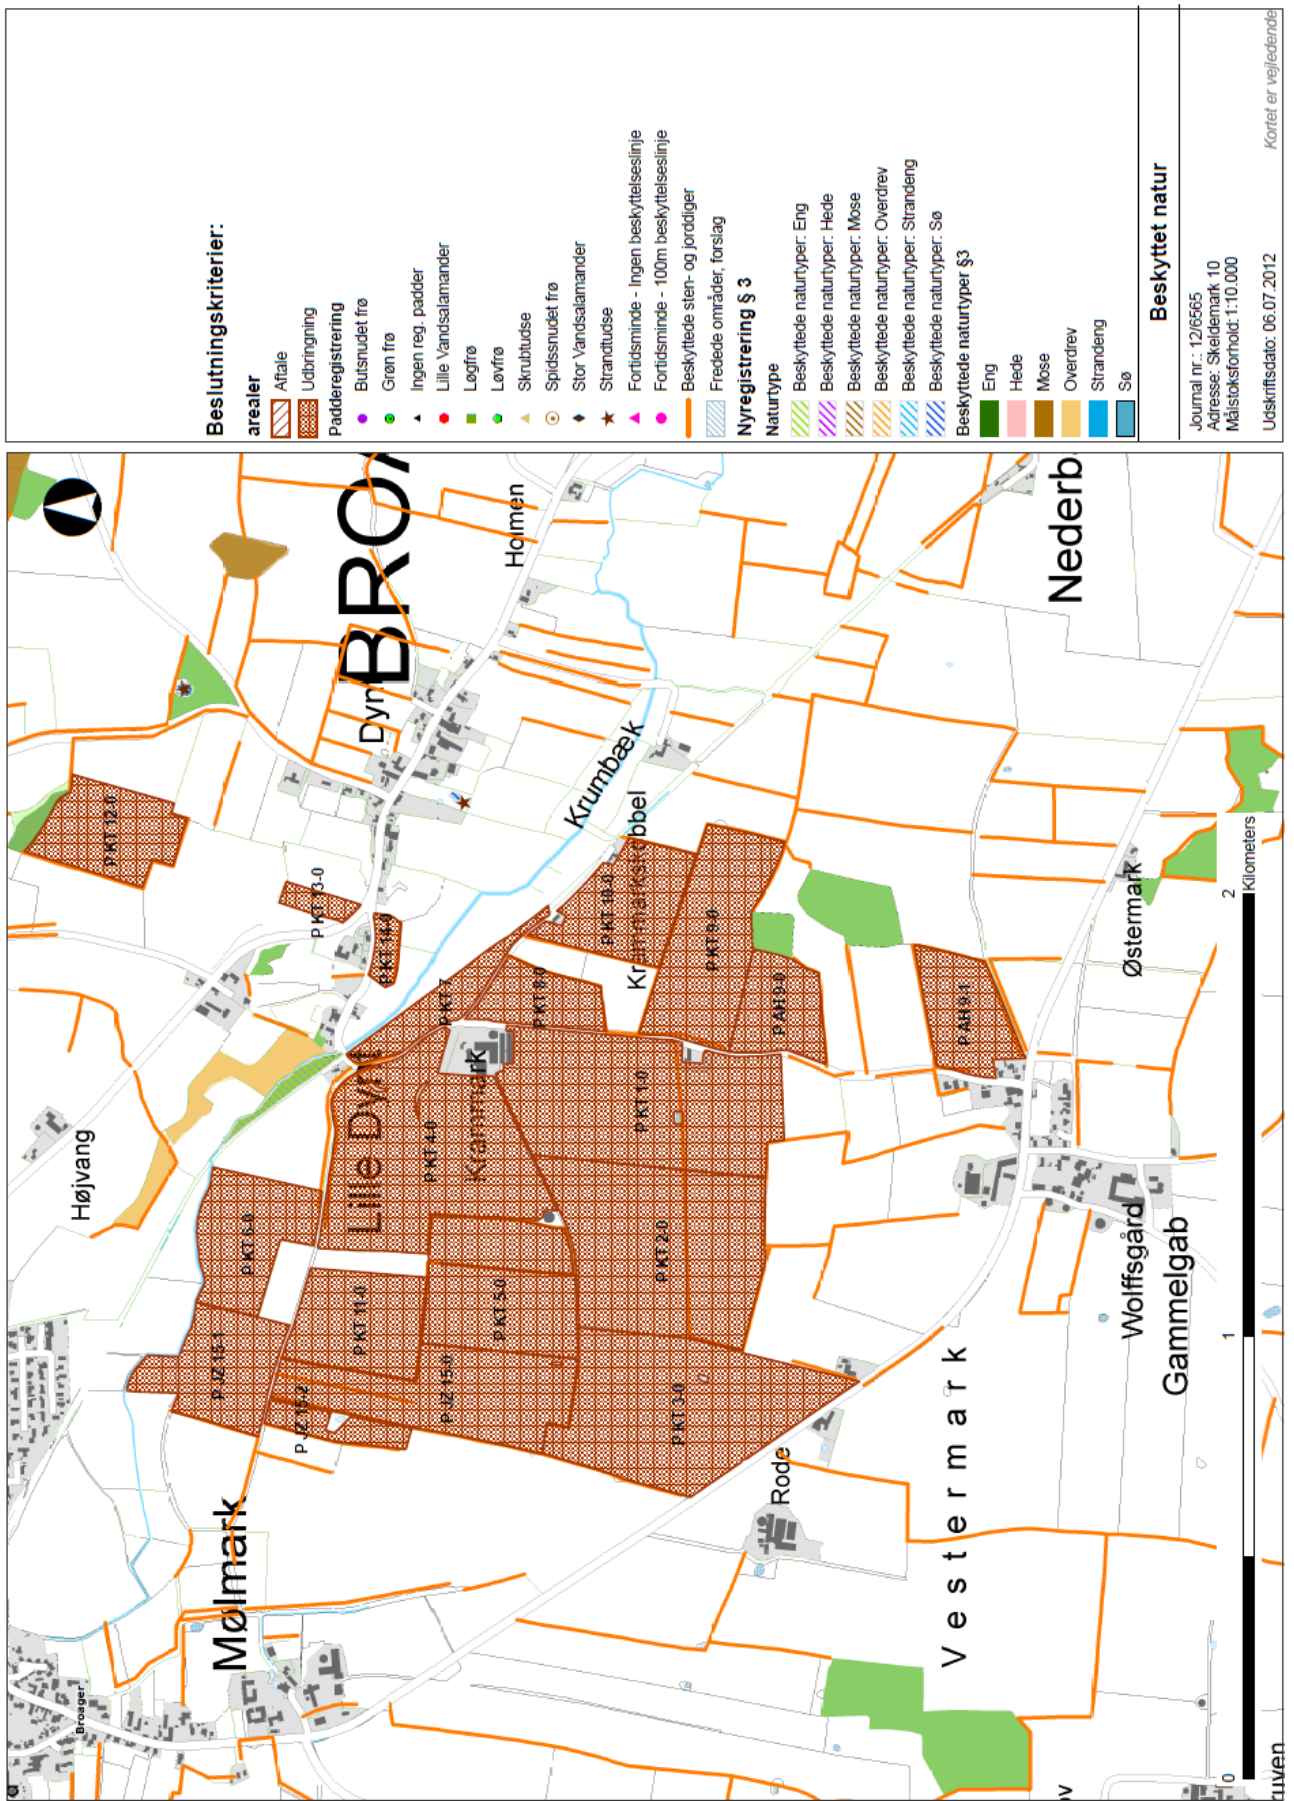 Beslutningskriterier:
arealer
Aftale
Udbringning
Padderegistrering
Butsnudet frø
Grøn frø
Ingen reg. padder
Lille Vandsalamander
Løgfrø
Løvfrø
Skrubtudse
Spidssnudet frø
Stor Vandsalamander
Strandtudse
Fortidsminde - Ingen beskyttelseslinje
Fortidsminde - 100m beskyttelseslinje
Beskyttede sten- og jorddiger
Fredede områder, forslag
Nyregistrering § 3
Naturtype
Beskyttede naturtyper: Eng
Beskyttede naturtyper: Hede
Beskyttede naturtyper: Mose
Beskyttede naturtyper: Overdrev
Beskyttede naturtyper: Strandeng
Beskyttede naturtyper: Sø
Beskyttede naturtyper §3
Eng
Hede
Mose
Overdrev
Strandeng
Sø
Beskyttet natur
Journal nr.: 12/6565
Adresse: Skeldemark 10
Målstoksforhold: 1:10.000
Udskriftsdato: 06.07.2012
Kortet er vejledende
Broager
Mølmark
Højvang
P KT 12-0
P KT 13-0
P KT 14-0
P KT 6-0
P JZ 15-1
P JZ 15-2
P KT 11-0
Lille Dynt
Dynt
BROA
Holmen
P JZ 15-0
P KT 5-0
P KT 4-0
Krammark
P KT 7
P KT 8-0
Krumbæk
P KT 10-0
Krammarkskobbel
P KT 3-0
P KT 2-0
P KT 1-0
P KT 9-0
Rode
P AH 9-0
P AH 9-1
Vestermark
Nederb
Wolffsgård
Østermark
Gammelgab
0
1
2
Kilometers
ruven